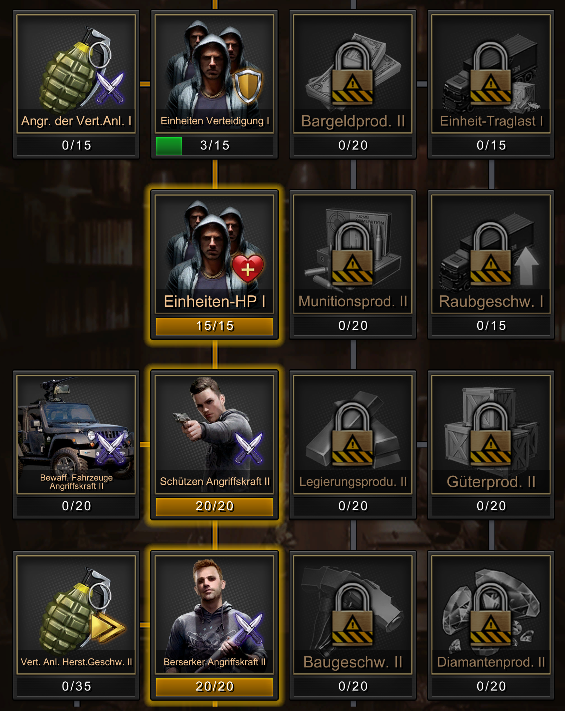 Angr. der Vert.Anl. I
Einheiten Verteidigung I
Bargeldprod. II
Einheit-Traglast I
0/15
3/15
0/20
0/15
Einheiten-HP I
Munitionsprod. II
Raubgeschw. I
15/15
0/20
0/15
Bewaff. Fahrzeuge
Angriffskraft II
Schützen Angriffskraft II
Legierungsprodu. II
Güterprod. II
0/20
20/20
0/20
0/20
Vert. Anl. Herst.Geschw. II
Berserker Angriffskraft II
Baugeschw. II
Diamantenprod. II
0/35
20/20
0/20
0/20